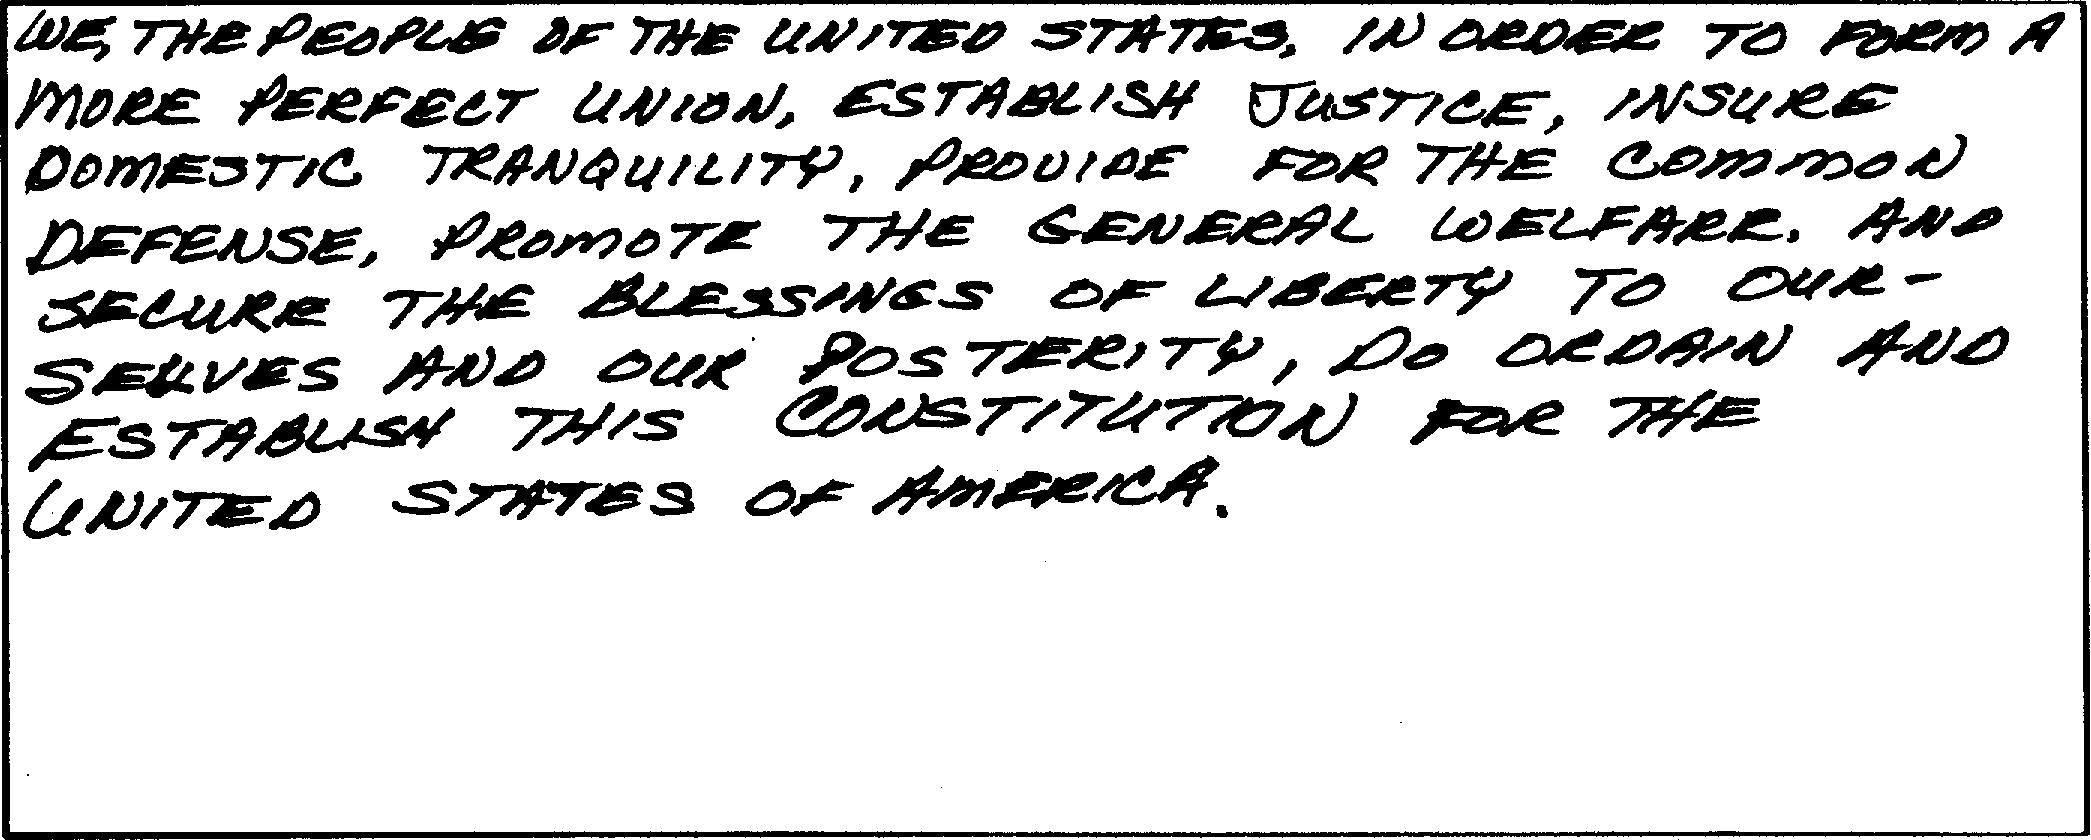 WE, THE PEOPLE OF THE UNITED STATES, IN ORDER TO FORM A
MORE PERFECT UNION, ESTABLISH JUSTICE, INSURE
DOMESTIC TRANQUILITY, PROVIDE FOR THE COMMON
DEFENSE, PROMOTE THE GENERAL WELFARE, AND
SECURE THE BLESSINGS OF LIBERTY TO OUR-
SELVES AND OUR POSTERITY, DO ORDAIN AND
ESTABLISH THIS CONSTITUTION FOR THE
UNITED STATES OF AMERICA.